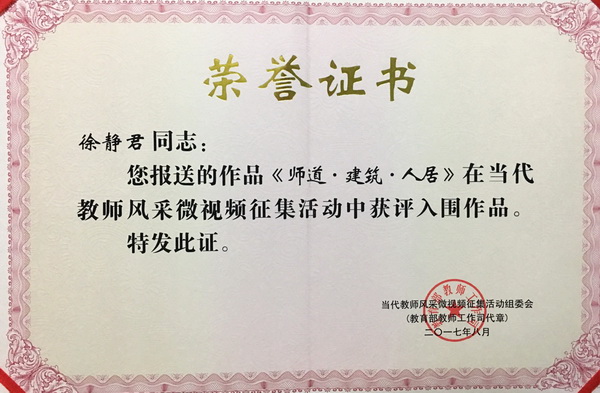 荣誉证书
徐静君同志：
您报送的作品《师道·建筑·人居》在当代
教师风采微视频征集活动中获评入围作品。
特发此证。
当代教师风采微视频征集活动组委会
（教育部教师工作司代章）
二〇一七年八月